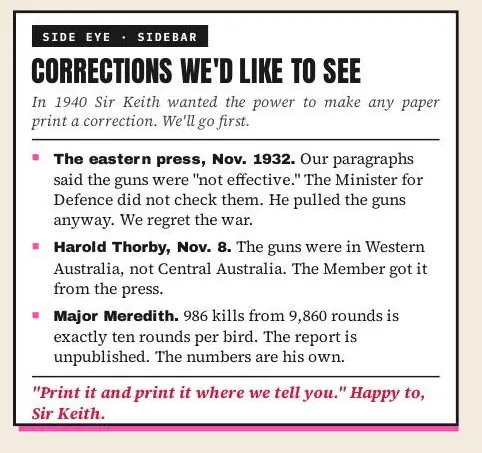 SIDE EYE · SIDEBAR
CORRECTIONS WE'D LIKE TO SEE
In 1940 Sir Keith wanted the power to make any paper
print a correction. We'll go first.
The eastern press, Nov. 1932. Our paragraphs
said the guns were "not effective." The Minister for
Defence did not check them. He pulled the guns
anyway. We regret the war.
Harold Thorby, Nov. 8. The guns were in Western
Australia, not Central Australia. The Member got it
from the press.
Major Meredith. 986 kills from 9,860 rounds is
exactly ten rounds per bird. The report is
unpublished. The numbers are his own.
"Print it and print it where we tell you." Happy to,
Sir Keith.